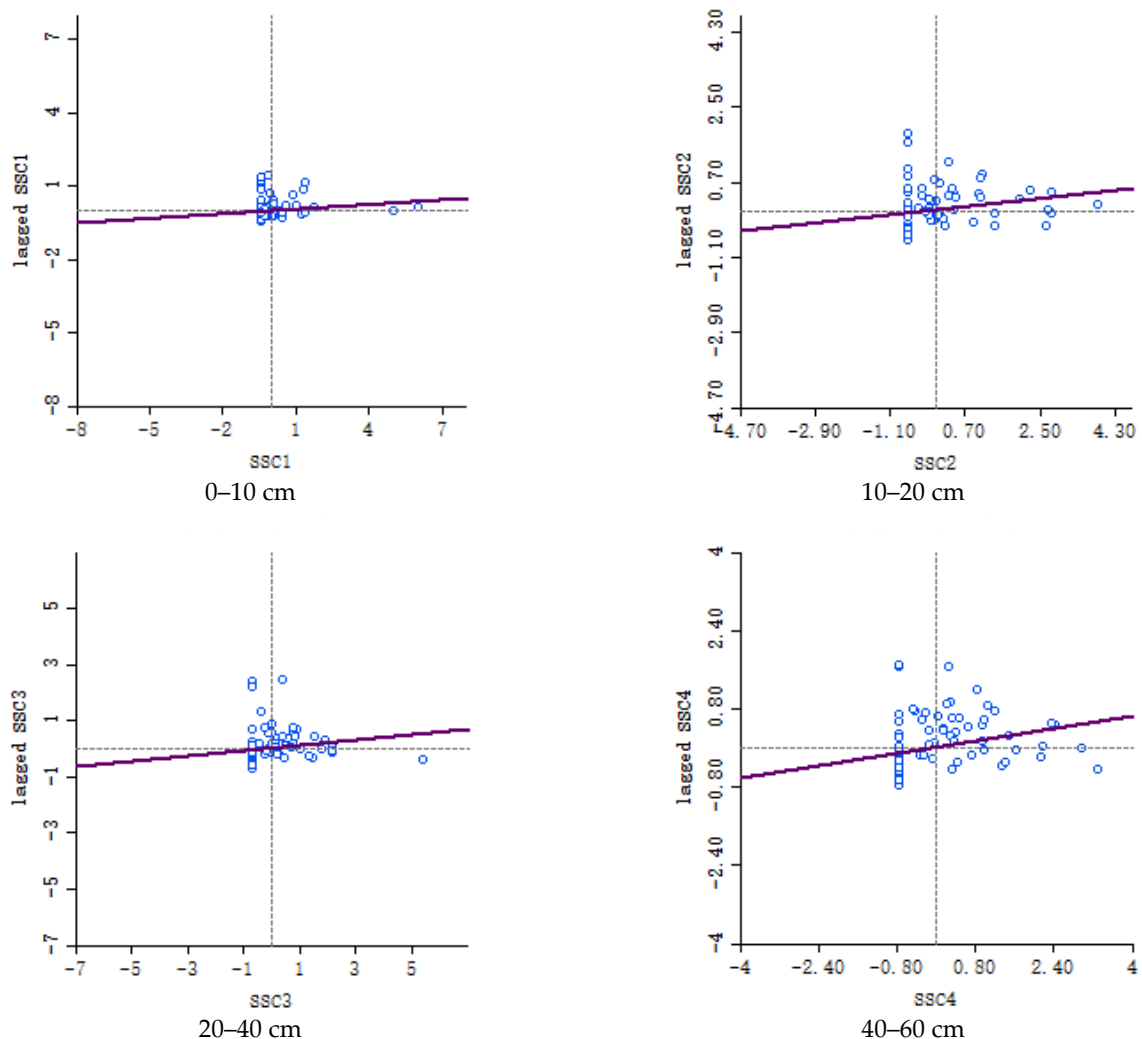 7
4
1
-2
-5
-8
lagged SSC1
-8 -5 -2 1 4 7
SSC1
0–10 cm
4.30
2.50
0.70
-1.10
-2.90
-4.70
lagged SSC2
-4.70 -2.90 -1.10 0.70 2.50 4.30
SSC2
10–20 cm
5
3
1
-1
-3
-5
-7
lagged SSC3
-7 -5 -3 -1 1 3 5
SSC3
20–40 cm
4
2.40
0.80
-0.80
-2.40
-4
lagged SSC4
-4 -2.40 -0.80 0.80 2.40 4
SSC4
40–60 cm